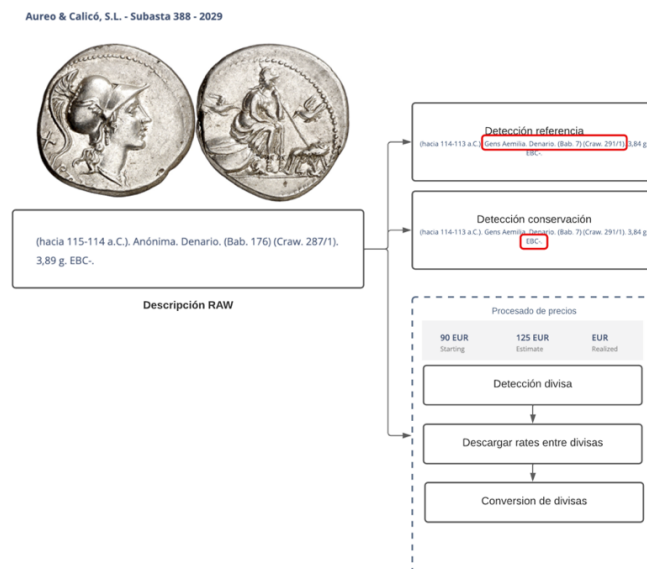 Aureo & Calicó, S.L. - Subasta 388 - 2029
(hacia 115-114 a.C.). Anónima. Denario. (Bab. 176) (Craw. 287/1).
3,89 g. EBC-.
Descripción RAW
Detección referencia
(hacia 114-113 a.C.). Gens Aemilia. Denario. (Bab. 7) (Craw. 291/1). 3,84 g
EBC-.
Detección conservación
(hacia 114-113 a.C.). Gens Aemilia. Denario. (Bab. 7) (Craw. 291/1). 3,84 g
EBC-.
Procesado de precios
90 EUR 125 EUR EUR
Starting Estimate Realized
Detección divisa
Descargar rates entre divisas
Conversion de divisas